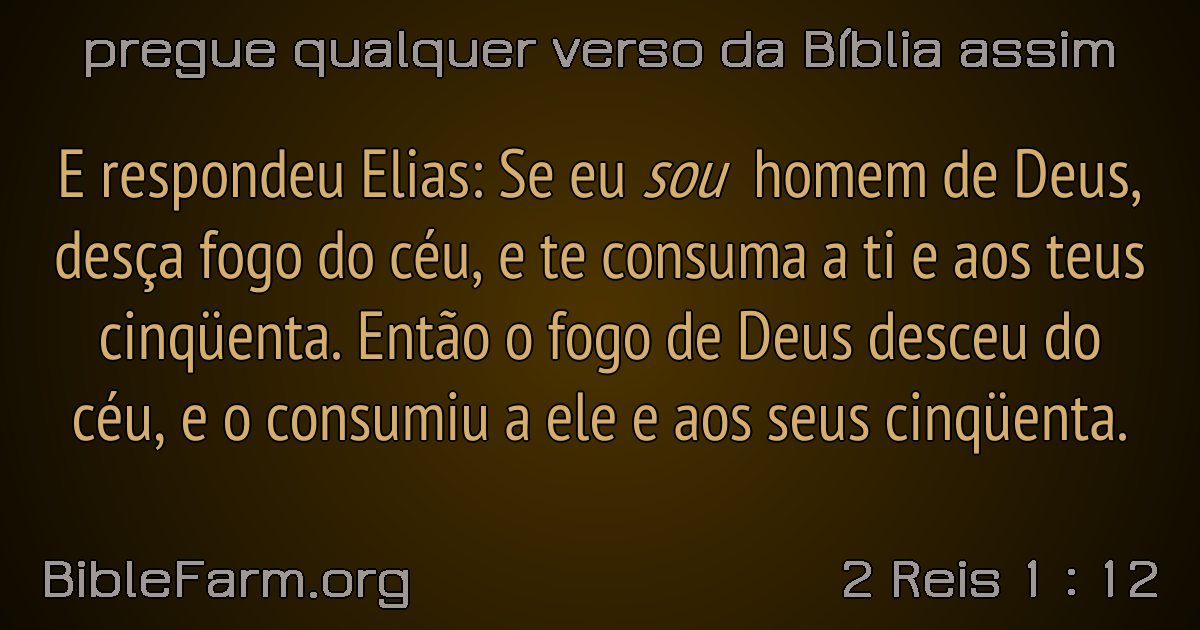 pregue qualquer verso da Bíblia assim
E respondeu Elias: Se eu sou homem de Deus,
desça fogo do céu, e te consuma a ti e aos teus
cinqüenta. Então o fogo de Deus desceu do
céu, e o consumiu a ele e aos seus cinqüenta.
BibleFarm.org
2 Reis 1 : 12